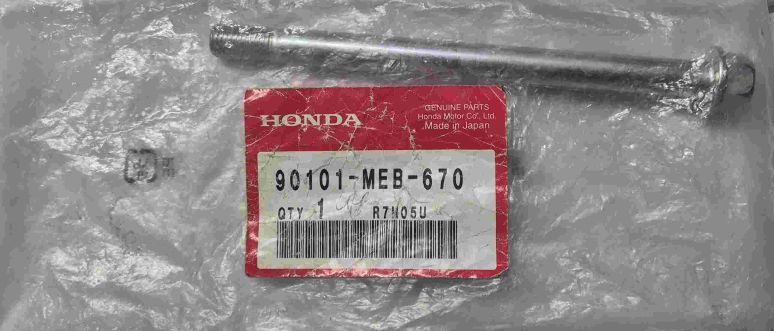 HONDA
GENUINE PARTS
Honda Motor Co., Ltd.
Made in Japan
90101-MEB-670
QTY 1 R7N05U